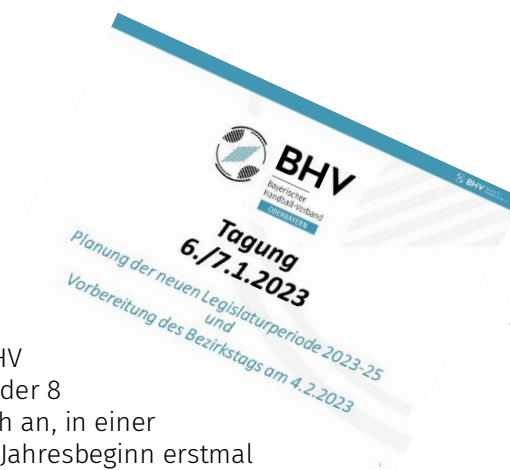 BHV
Bayerischer
Handball-Verband
OBERBAYERN
Tagung
6./7.1.2023
Planung der neuen Legislaturperiode 2023-25
und
Vorbereitung des Bezirkstags am 4.2.2023
BHV
HV
der 8
h an, in einer
Jahresbeginn erstmal